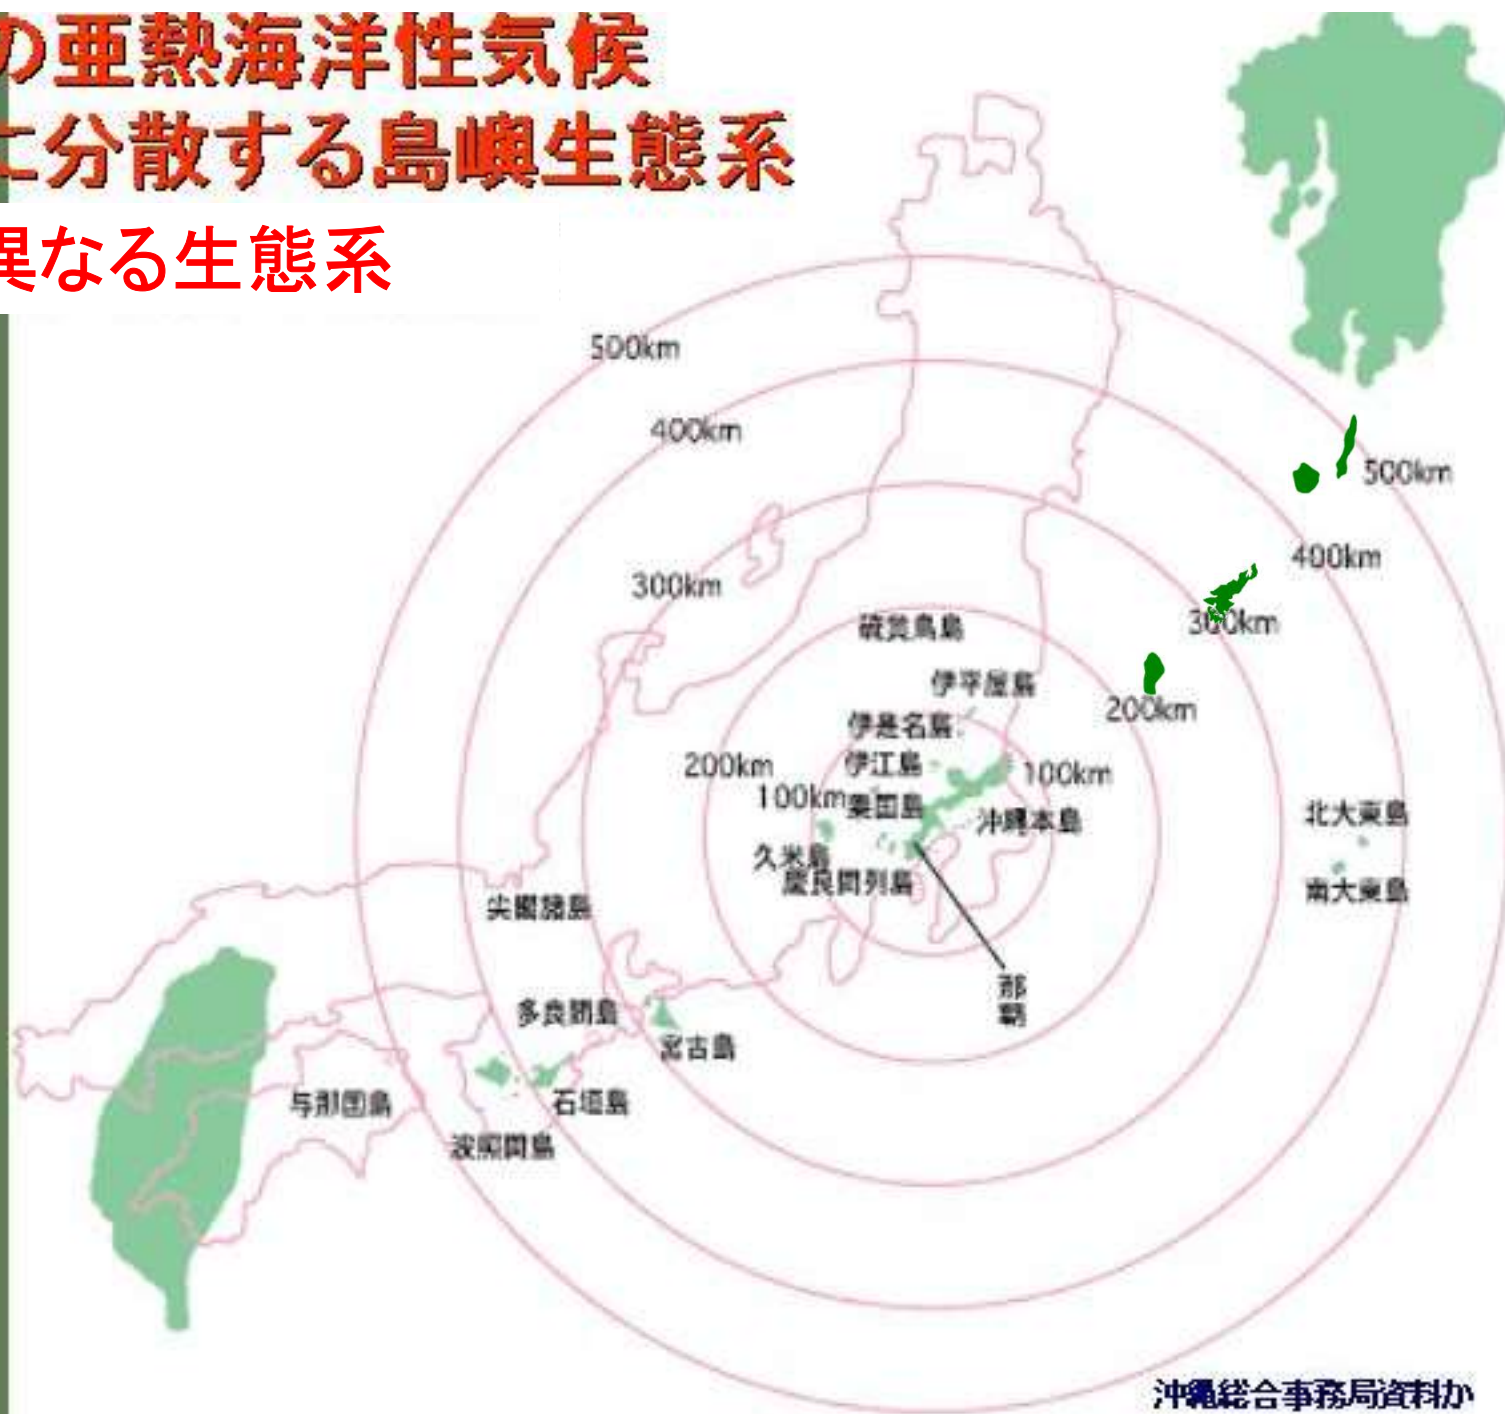 の亜熱海洋性気候
に分散する島嶼生態系
異なる生態系
500km
400km
500km
400km
300km
300km
硫黄鳥島
伊平屋島
200km
伊是名島
伊江島
200km
100km
100km
粟国島
沖縄本島
北大東島
久米島
慶良間列島
南大東島
尖閣諸島
那覇
多良間島
宮古島
与那国島
石垣島
波照間島
沖縄総合事務局資料か